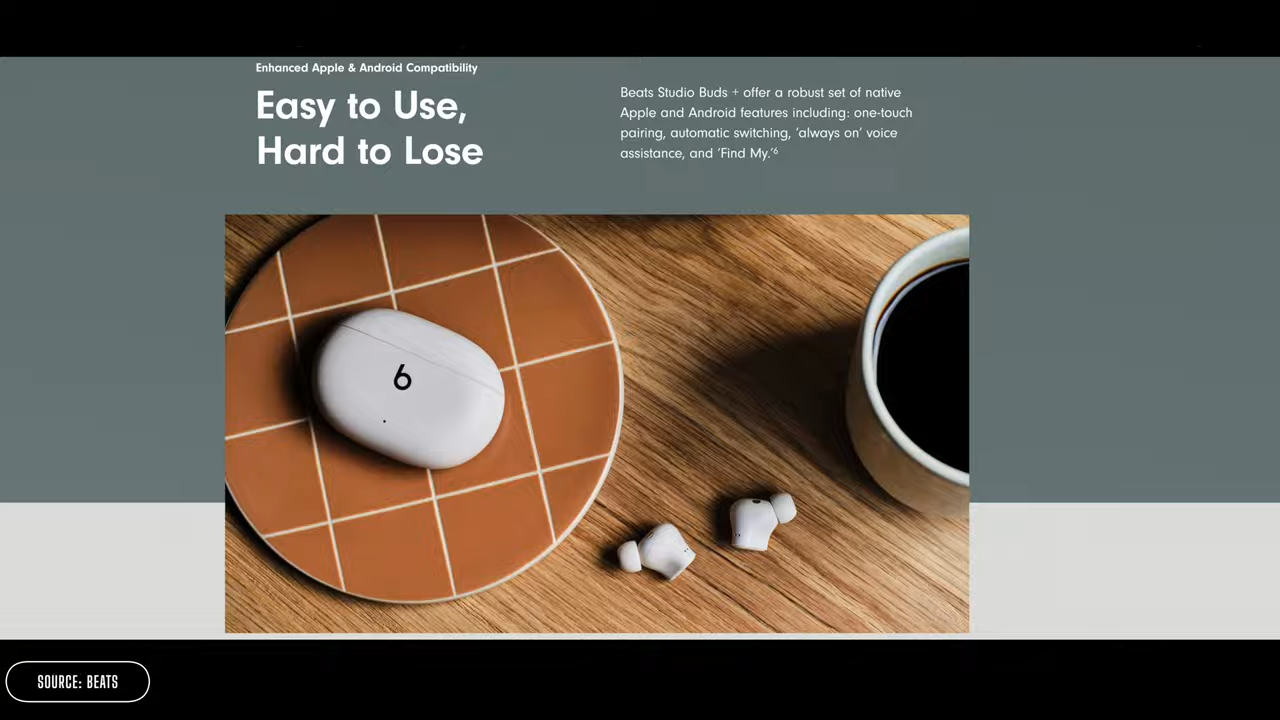 Enhanced Apple & Android Compatibility
Easy to Use,
Hard to Lose
Beats Studio Buds + offer a robust set of native
Apple and Android features including: one-touch
pairing, automatic switching, ‘always on’ voice
assistance, and ‘Find My.’⁶
SOURCE: BEATS